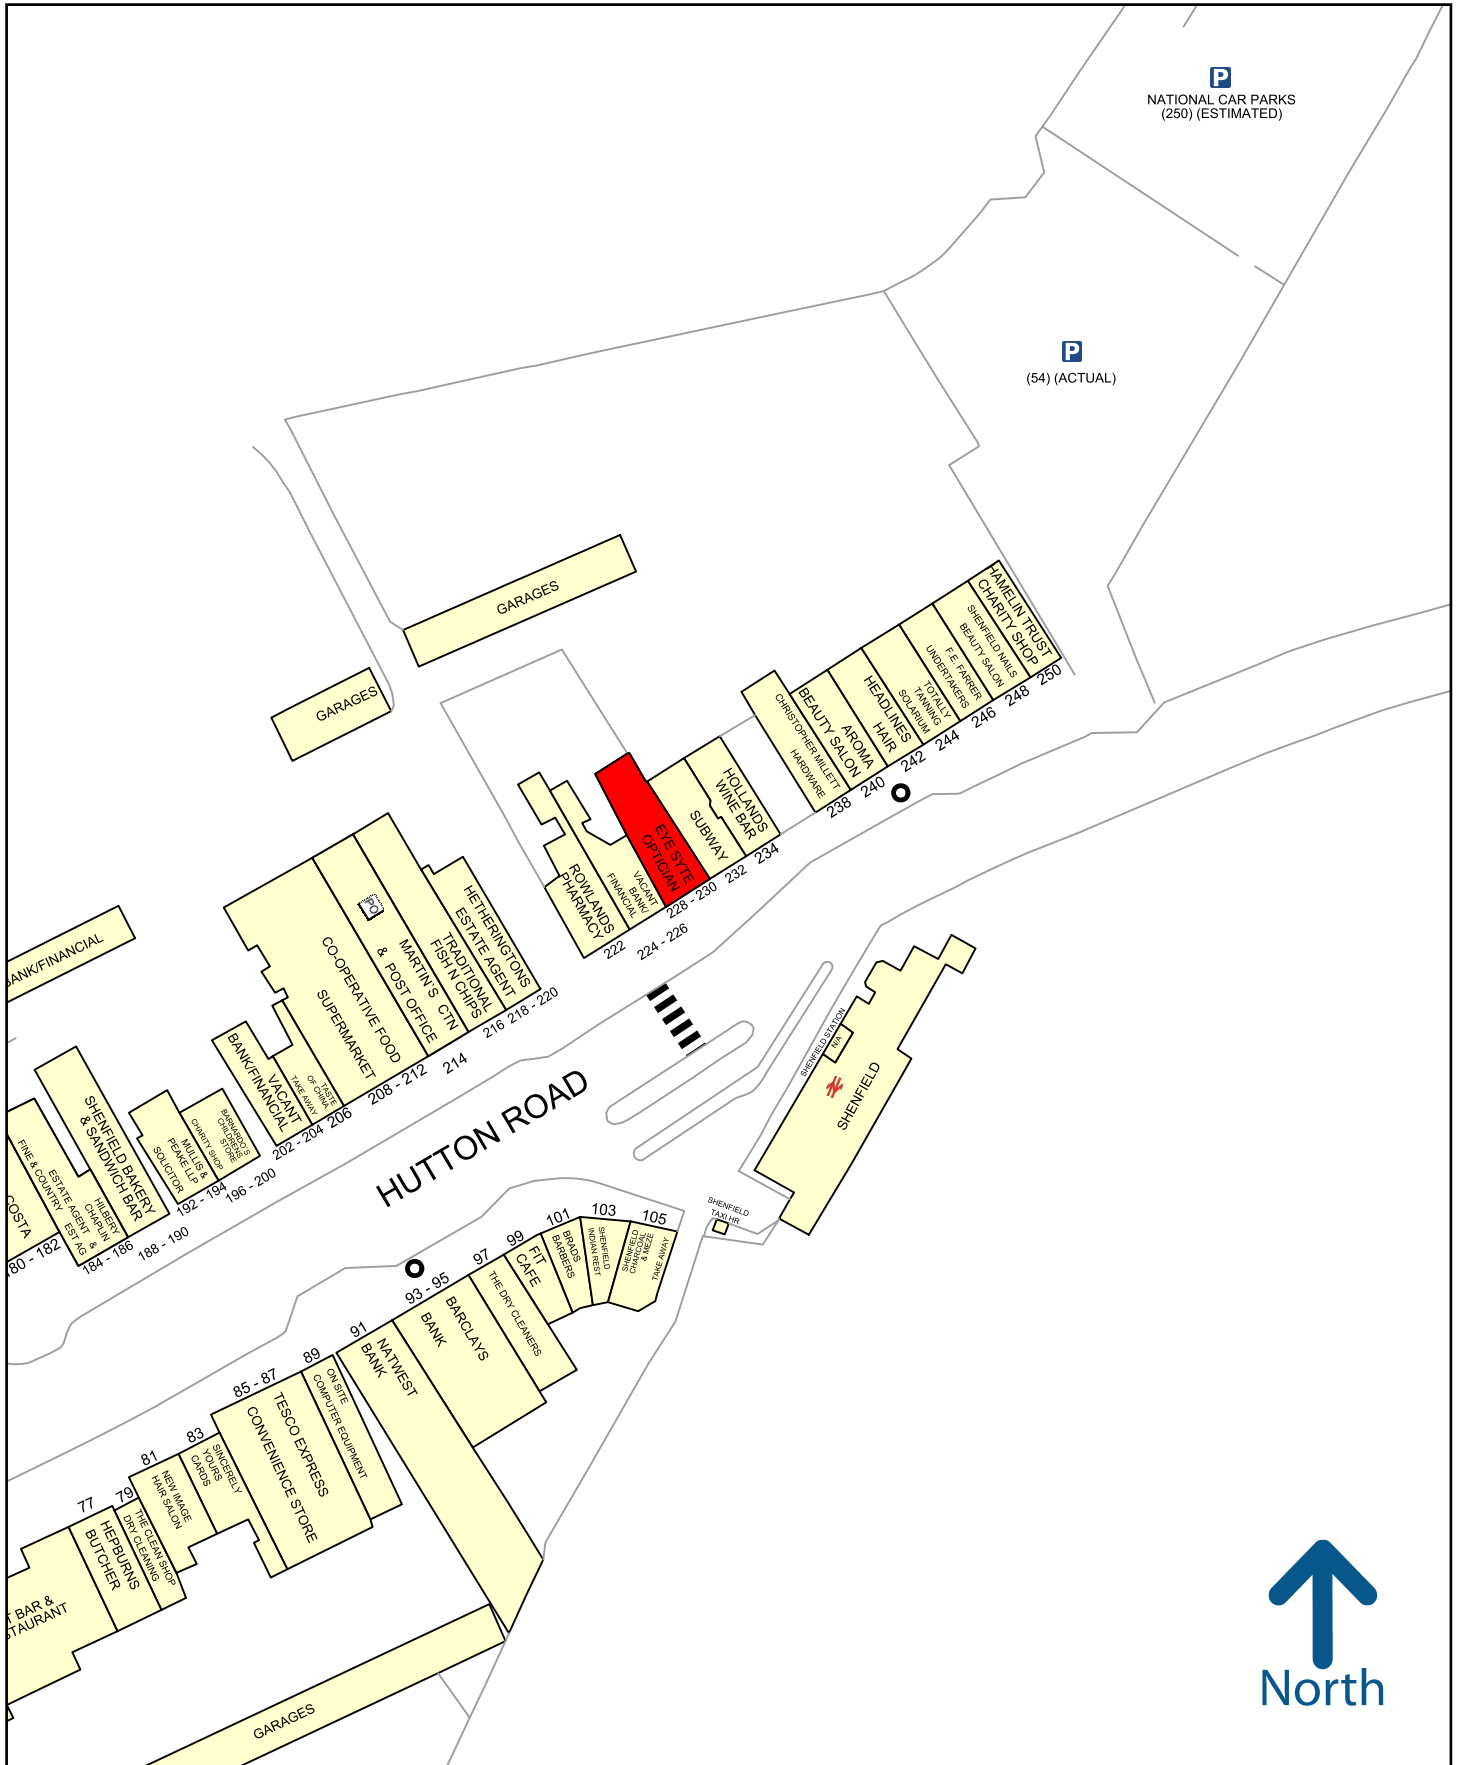 P
NATIONAL CAR PARKS
(250) (ESTIMATED)
P
(54) (ACTUAL)
GARAGES
GARAGES
HAMELIN TRUST
CHARITY SHOP
250
SHENFIELD NAILS
BEAUTY SALON
248
F.E. FARRER
UNDERTAKERS
246
TOTALLY
TANNING
SOLARIUM
244
HEADLINES
HAIR
242
AROMA
BEAUTY SALON
240
CHRISTOPHER MILLETT
HARDWARE
238
HOLLANDS
WINE BAR
234
SUBWAY
232
EYE SYTE
OPTICIAN
228 - 230
VACANT
BANK/
FINANCIAL
224 - 226
ROWLANDS
PHARMACY
222
HETHERINGTONS
ESTATE AGENT
218 - 220
TRADITIONAL
FISH N CHIPS
216
MARTIN'S CTN
& POST OFFICE
PO
214
CO-OPERATIVE FOOD
SUPERMARKET
208 - 212
TASTE
OF CHINA
TAKE AWAY
206
VACANT
BANK/FINANCIAL
202 - 204
BANK/FINANCIAL
BARNARDO'S
CHILDRENS
STORE
CHARITY SHOP
196 - 200
MULLIS &
PEAKE LLP
SOLICITOR
192 - 194
SHENFIELD BAKERY
& SANDWICH BAR
188 - 190
HILBERY
CHAPLIN
EST AG
184 - 186
FINE & COUNTRY
ESTATE AGENT &
COSTA
180 - 182
HUTTON ROAD
SHENFIELD STATION
N/A
SHENFIELD
SHENFIELD
TAXI HR
105
SHENFIELD
CHARCOAL
& MEZE
TAKE AWAY
103
SHENFIELD
INDIAN REST
101
BRADS
BARBERS
99
FIT
CAFE
97
THE DRY CLEANERS
93 - 95
BARCLAYS
BANK
91
NATWEST
BANK
89
ON SITE
COMPUTER EQUIPMENT
85 - 87
TESCO EXPRESS
CONVENIENCE STORE
83
SINCERELY
YOURS
CARDS
81
NEW IMAGE
HAIR SALON
79
THE CLEAN SHOP
DRY CLEANING
77
HEPBURNS
BUTCHER
T BAR &
STAURANT
GARAGES
North